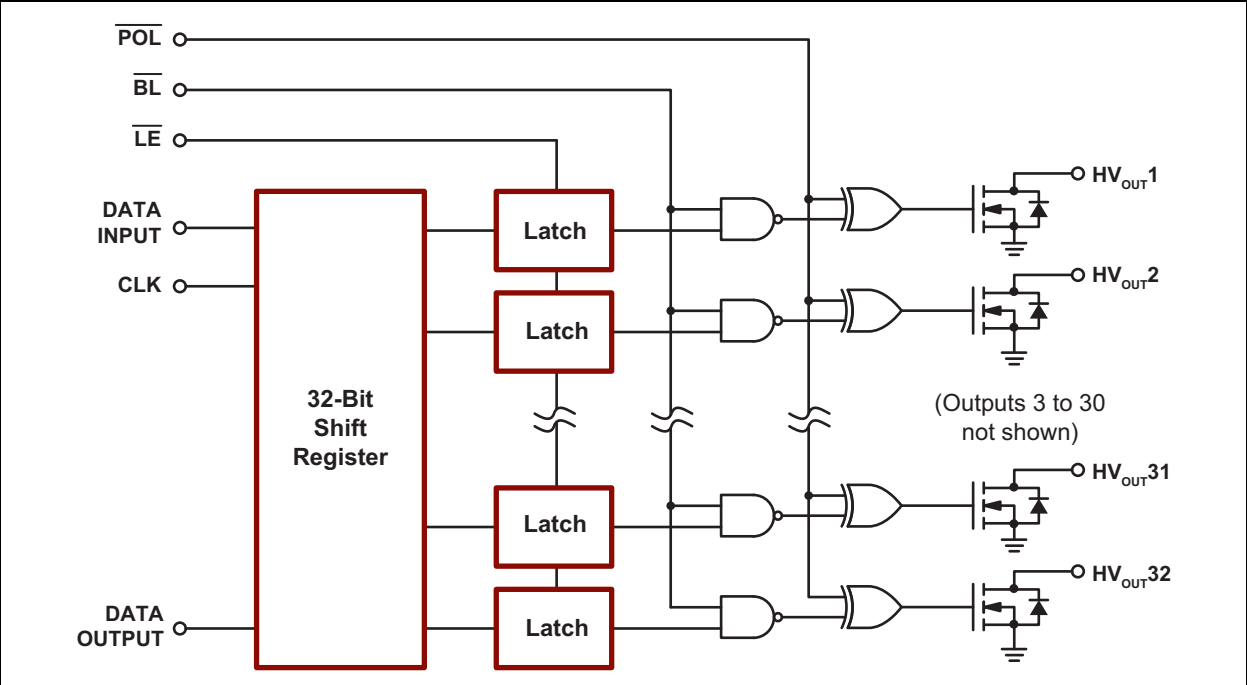 POL
BL
LE
DATA
INPUT
CLK
32-Bit
Shift
Register
DATA
OUTPUT
Latch
Latch
Latch
Latch
HVOUT1
HVOUT2
(Outputs 3 to 30
not shown)
HVOUT31
HVOUT32